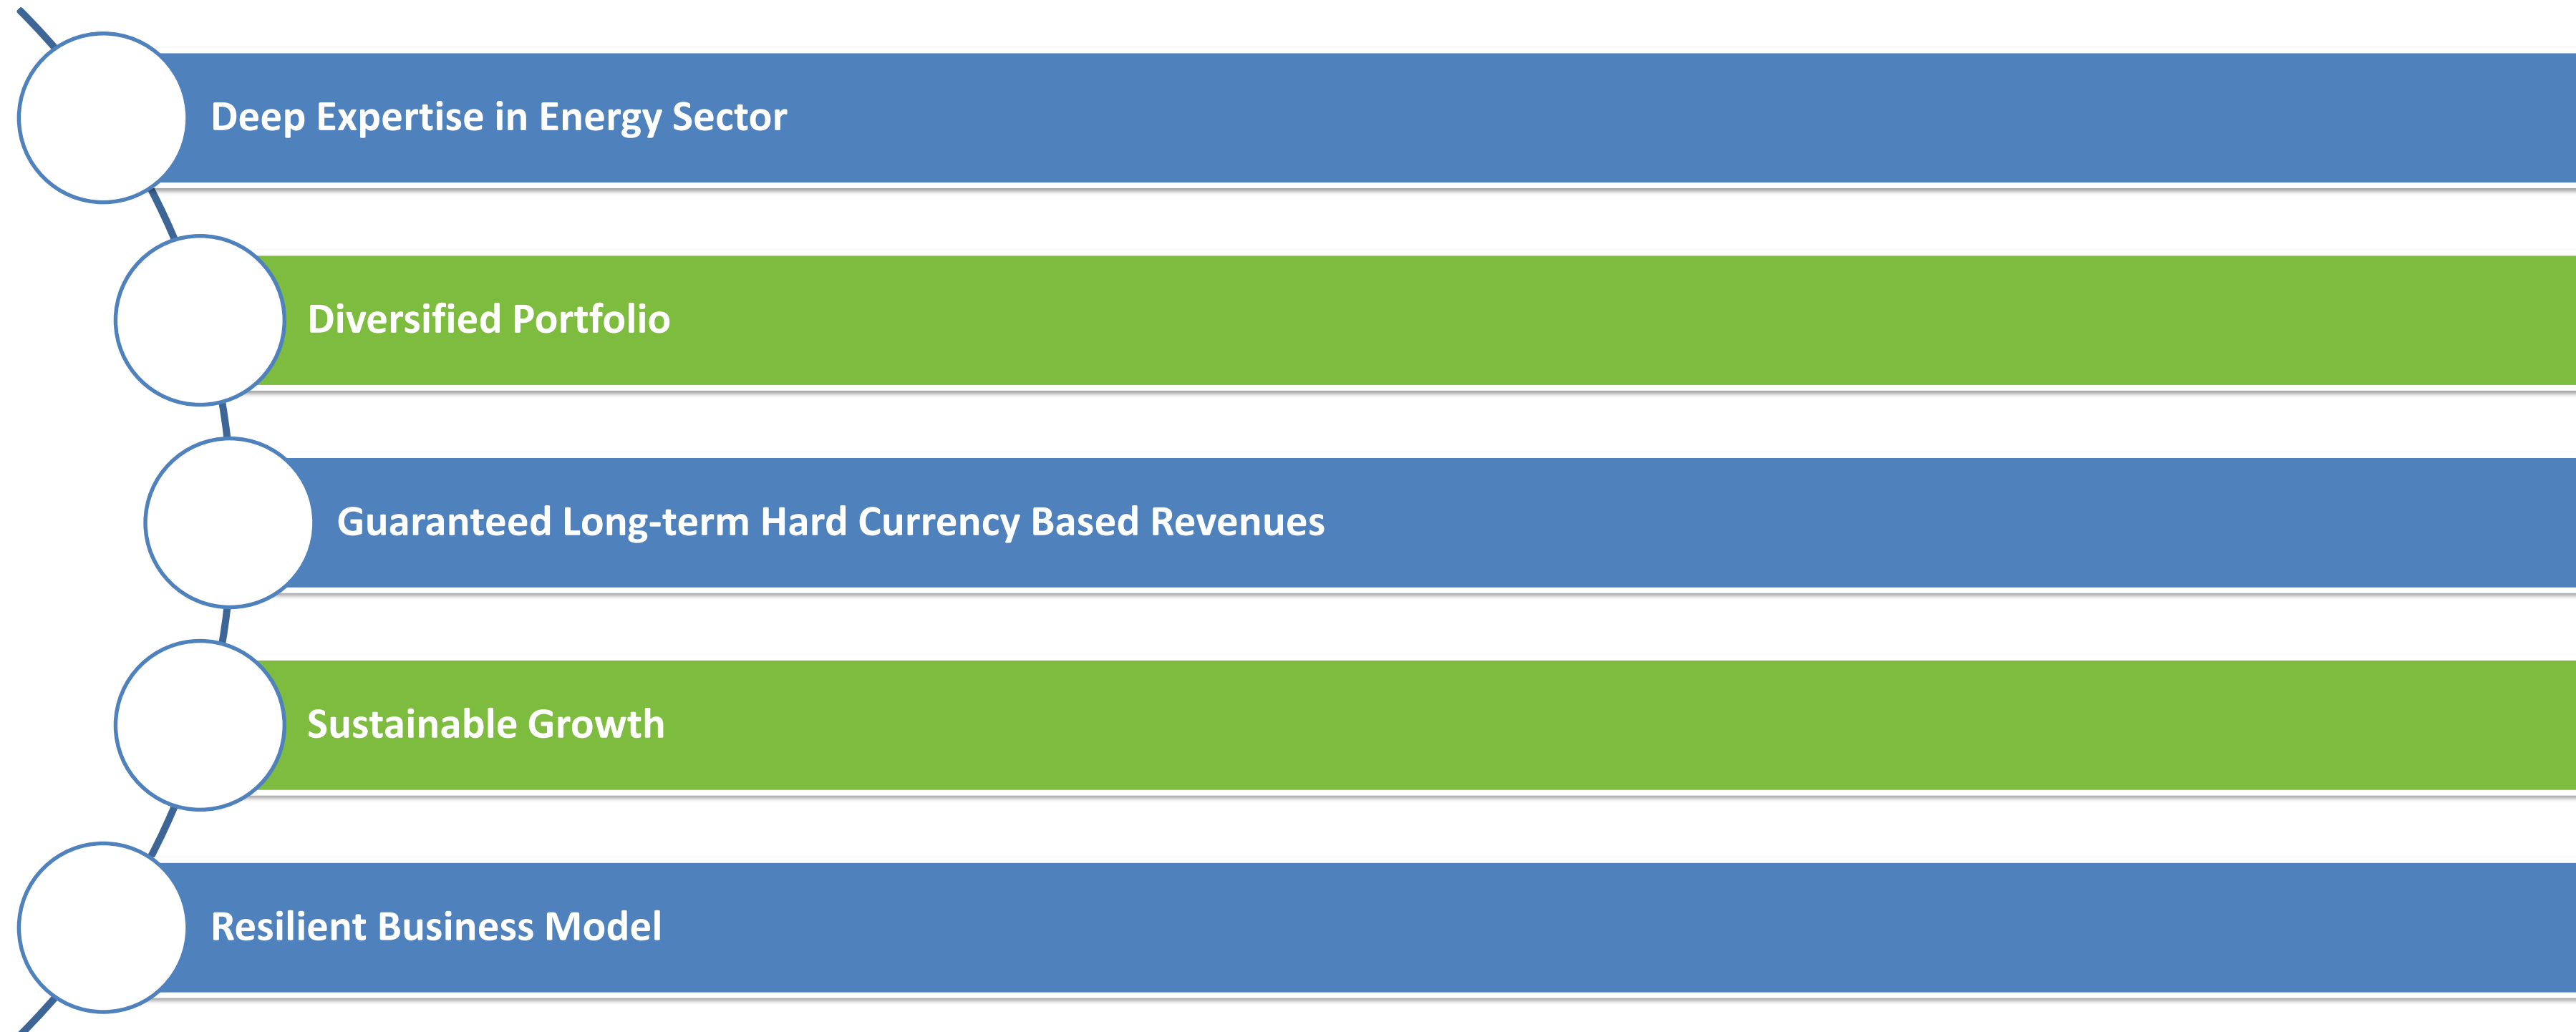 Deep Expertise in Energy Sector
Diversified Portfolio
Guaranteed Long-term Hard Currency Based Revenues
Sustainable Growth
Resilient Business Model